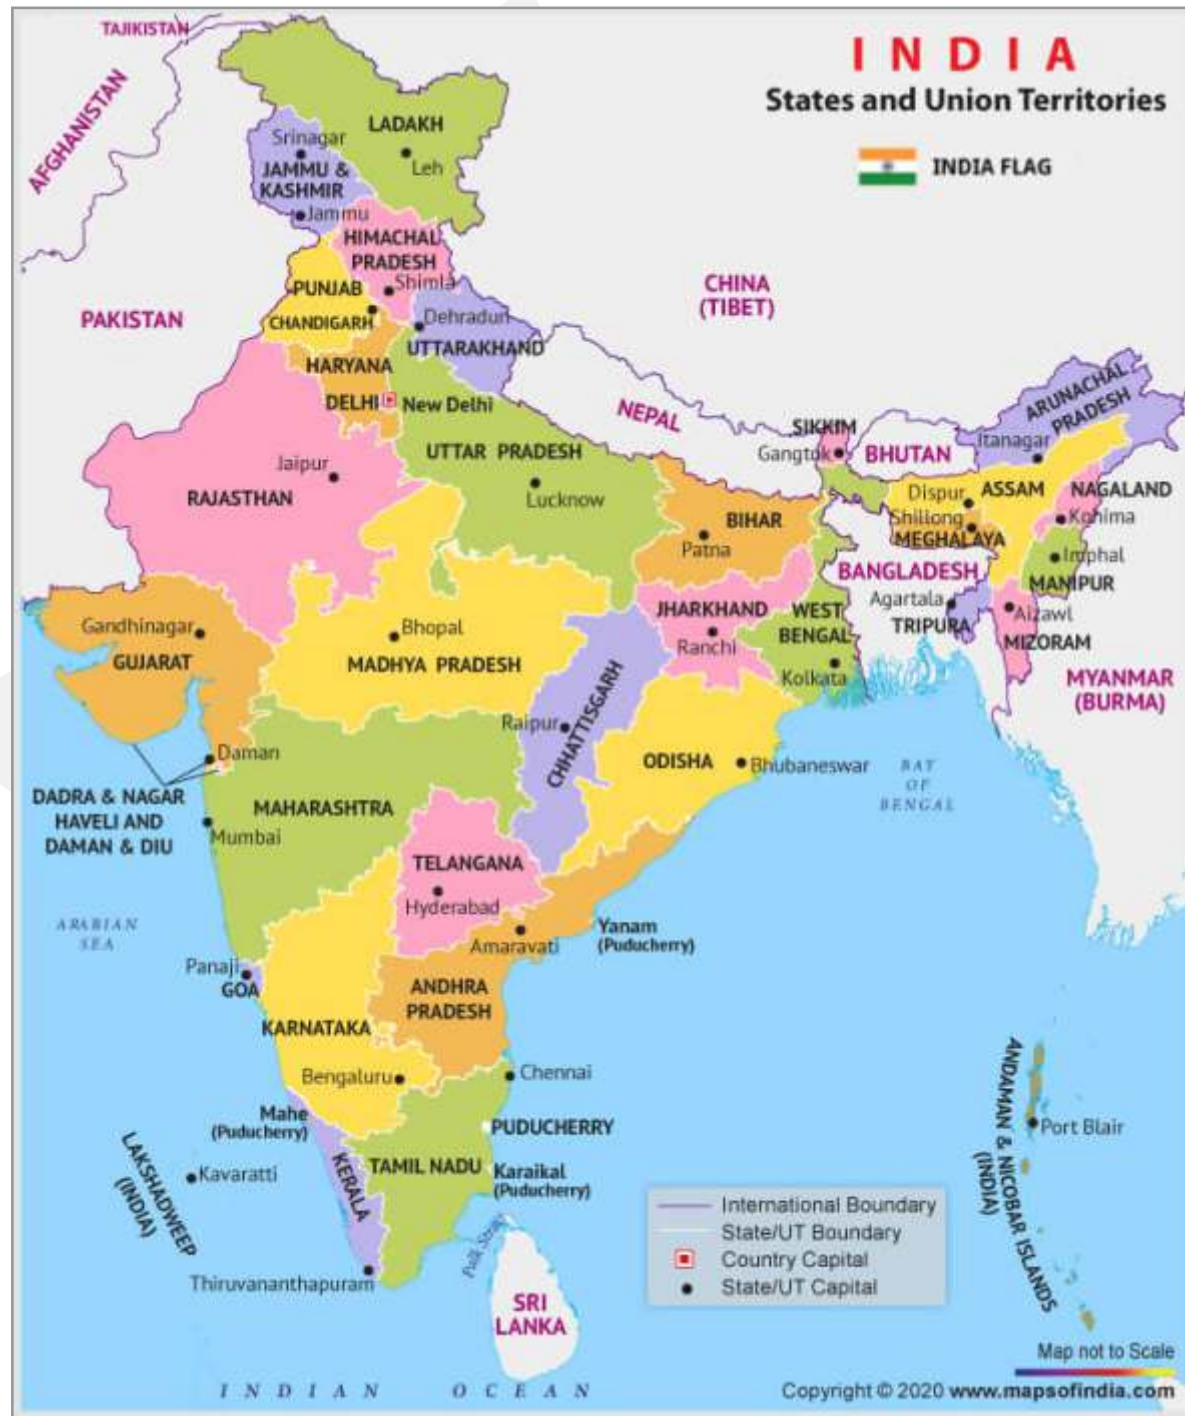 INDIA
States and Union Territories
INDIA FLAG
TAJIKISTAN
AFGHANISTAN
LADAKH
Srinagar
Leh
JAMMU &
KASHMIR
Jammu
HIMACHAL
PRADESH
Shimla
PUNJAB
CHANDIGARH
Dehradun
UTTARAKHAND
PAKISTAN
CHINA
(TIBET)
HARYANA
DELHI
New Delhi
NEPAL
SIKKIM
Gangtok
BHUTAN
ARUNACHAL
PRADESH
Itanagar
UTTAR PRADESH
Lucknow
Jaipur
RAJASTHAN
BIHAR
Patna
Dispur
ASSAM
NAGALAND
Shillong
Kohima
MEGHALAYA
Imphal
BANGLADESH
MANIPUR
Agartala
TRIPURA
Aizawl
MIZORAM
JHARKHAND
Ranchi
WEST
BENGAL
Kolkata
MYANMAR
(BURMA)
Gandhinagar
GUJARAT
Bhopal
MADHYA PRADESH
CHHATTISGARH
Raipur
ODISHA
Bhubaneswar
BAY
OF
BENGAL
Daman
DADRA & NAGAR
HAVELI AND
DAMAN & DIU
MAHARASHTRA
Mumbai
TELANGANA
Hyderabad
Amaravati
Yanam
(Puducherry)
ARABIAN
SEA
Panaji
GOA
ANDHRA
PRADESH
KARNATAKA
Bengaluru
Chennai
Mahe
(Puducherry)
PUDUCHERRY
LAKSHADWEEP
(INDIA)
Kavaratti
KERALA
TAMIL NADU
Karaikal
(Puducherry)
Thiruvananthapuram
Palk Strait
SRI
LANKA
ANDAMAN & NICOBAR ISLANDS
(INDIA)
Port Blair
International Boundary
State/UT Boundary
Country Capital
State/UT Capital
INDIAN OCEAN
Map not to Scale
Copyright © 2020 www.mapsofindia.com